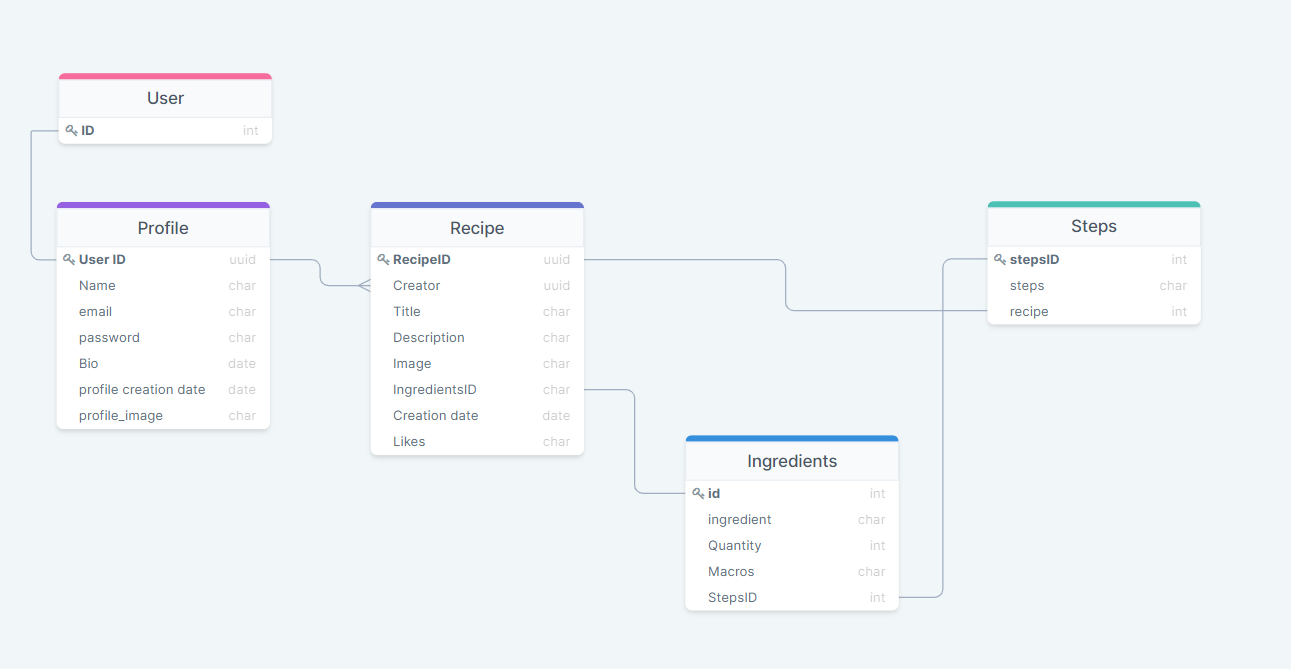 User
ID int
Profile
User ID uuid
Name char
email char
password char
Bio date
profile creation date date
profile_image char
Recipe
RecipeID uuid
Creator uuid
Title char
Description char
Image char
IngredientsID char
Creation date date
Likes char
Steps
stepsID int
steps char
recipe int
Ingredients
id int
ingredient char
Quantity int
Macros char
StepsID int